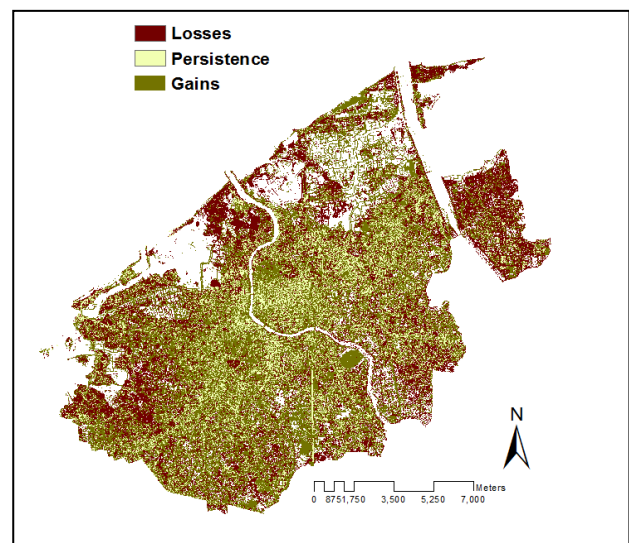 Losses
Persistence
Gains
N
Meters
0 8751,750 3,500 5,250 7,000